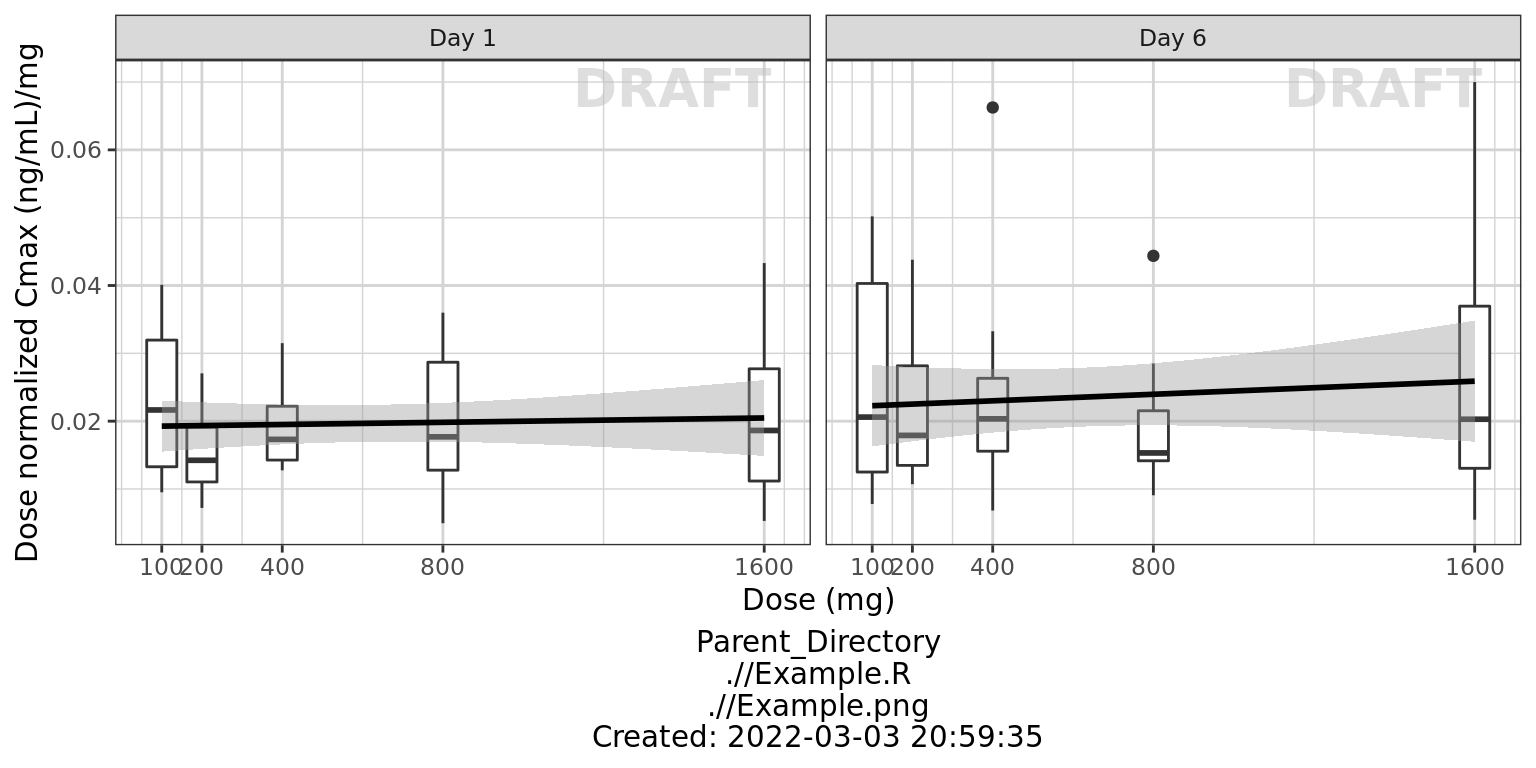 Day 1
Day 6
DRAFT
DRAFT
Dose normalized Cmax (ng/mL)/mg
0.06
0.04
0.02
100 200 400 800 1600
100 200 400 800 1600
Dose (mg)
Parent_Directory
.//Example.R
.//Example.png
Created: 2022-03-03 20:59:35